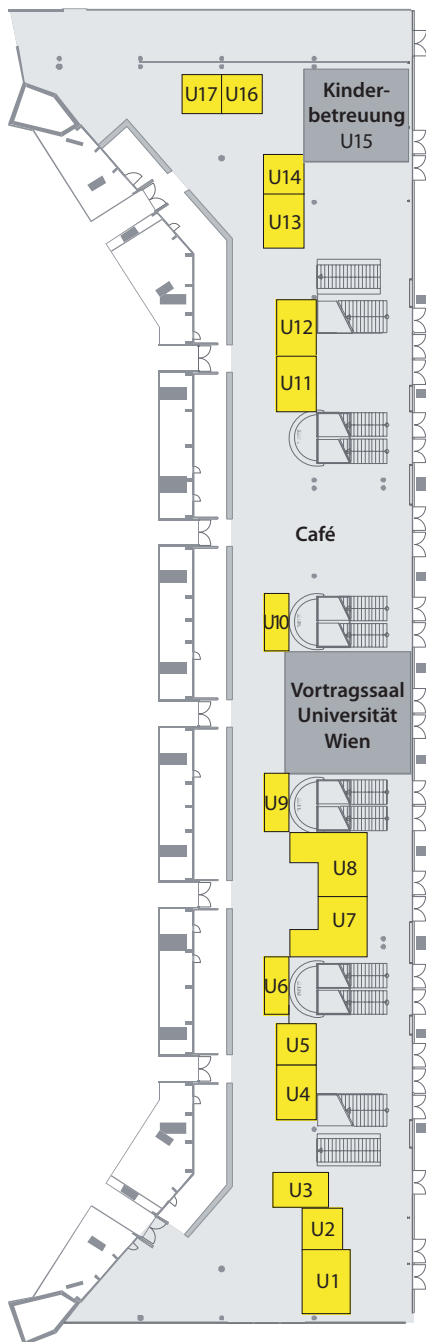 U17 U16
Kinder-
betreuung
U15
U14
U13
U12
U11
Café
U10
Vortragssaal
Universität
Wien
U9
U8
U7
U6
U5
U4
U3
U2
U1